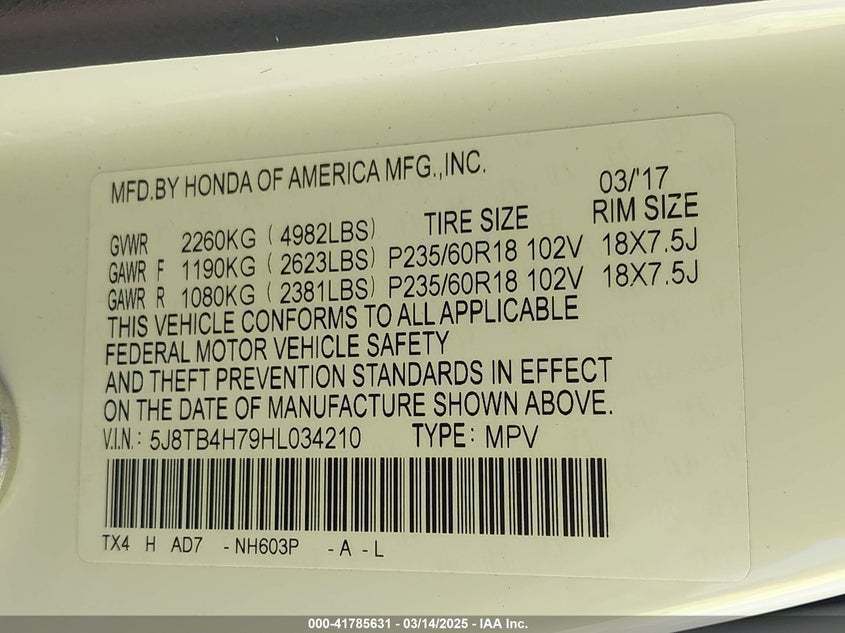 MFD.BY HONDA OF AMERICA MFG.,INC. 03/'17
TIRE SIZE RIM SIZE
GVWR 2260KG ( 4982LBS)
GAWR F 1190KG ( 2623LBS) P235/60R18 102V 18X7.5J
GAWR R 1080KG ( 2381LBS) P235/60R18 102V 18X7.5J
THIS VEHICLE CONFORMS TO ALL APPLICABLE
FEDERAL MOTOR VEHICLE SAFETY
AND THEFT PREVENTION STANDARDS IN EFFECT
ON THE DATE OF MANUFACTURE SHOWN ABOVE.
V.I.N.: 5J8TB4H79HL034210 TYPE: MPV
TX4 H AD7 - NH603P - A - L
000-41785631 - 03/14/2025 - IAA Inc.